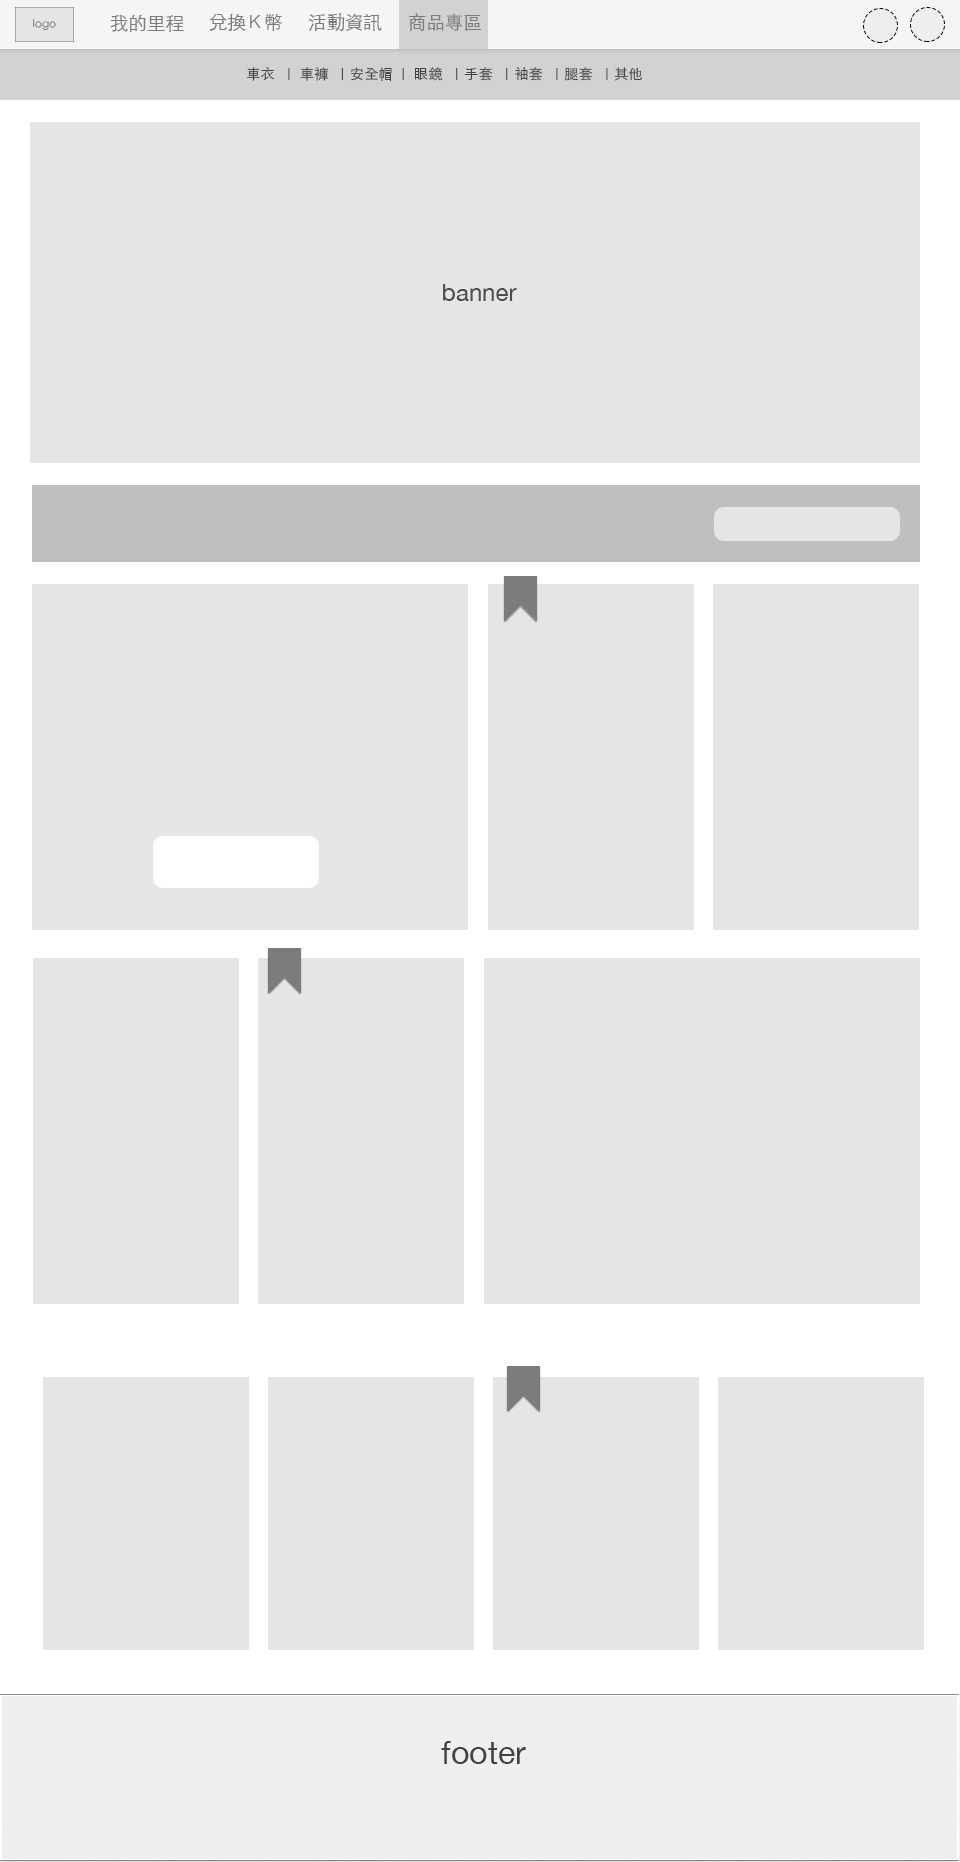 logo 我的里程 兌換K幣 活動資訊 商品專區
車衣 | 車褲 | 安全帽 | 眼鏡 | 手套 | 袖套 | 腿套 | 其他
banner
footer